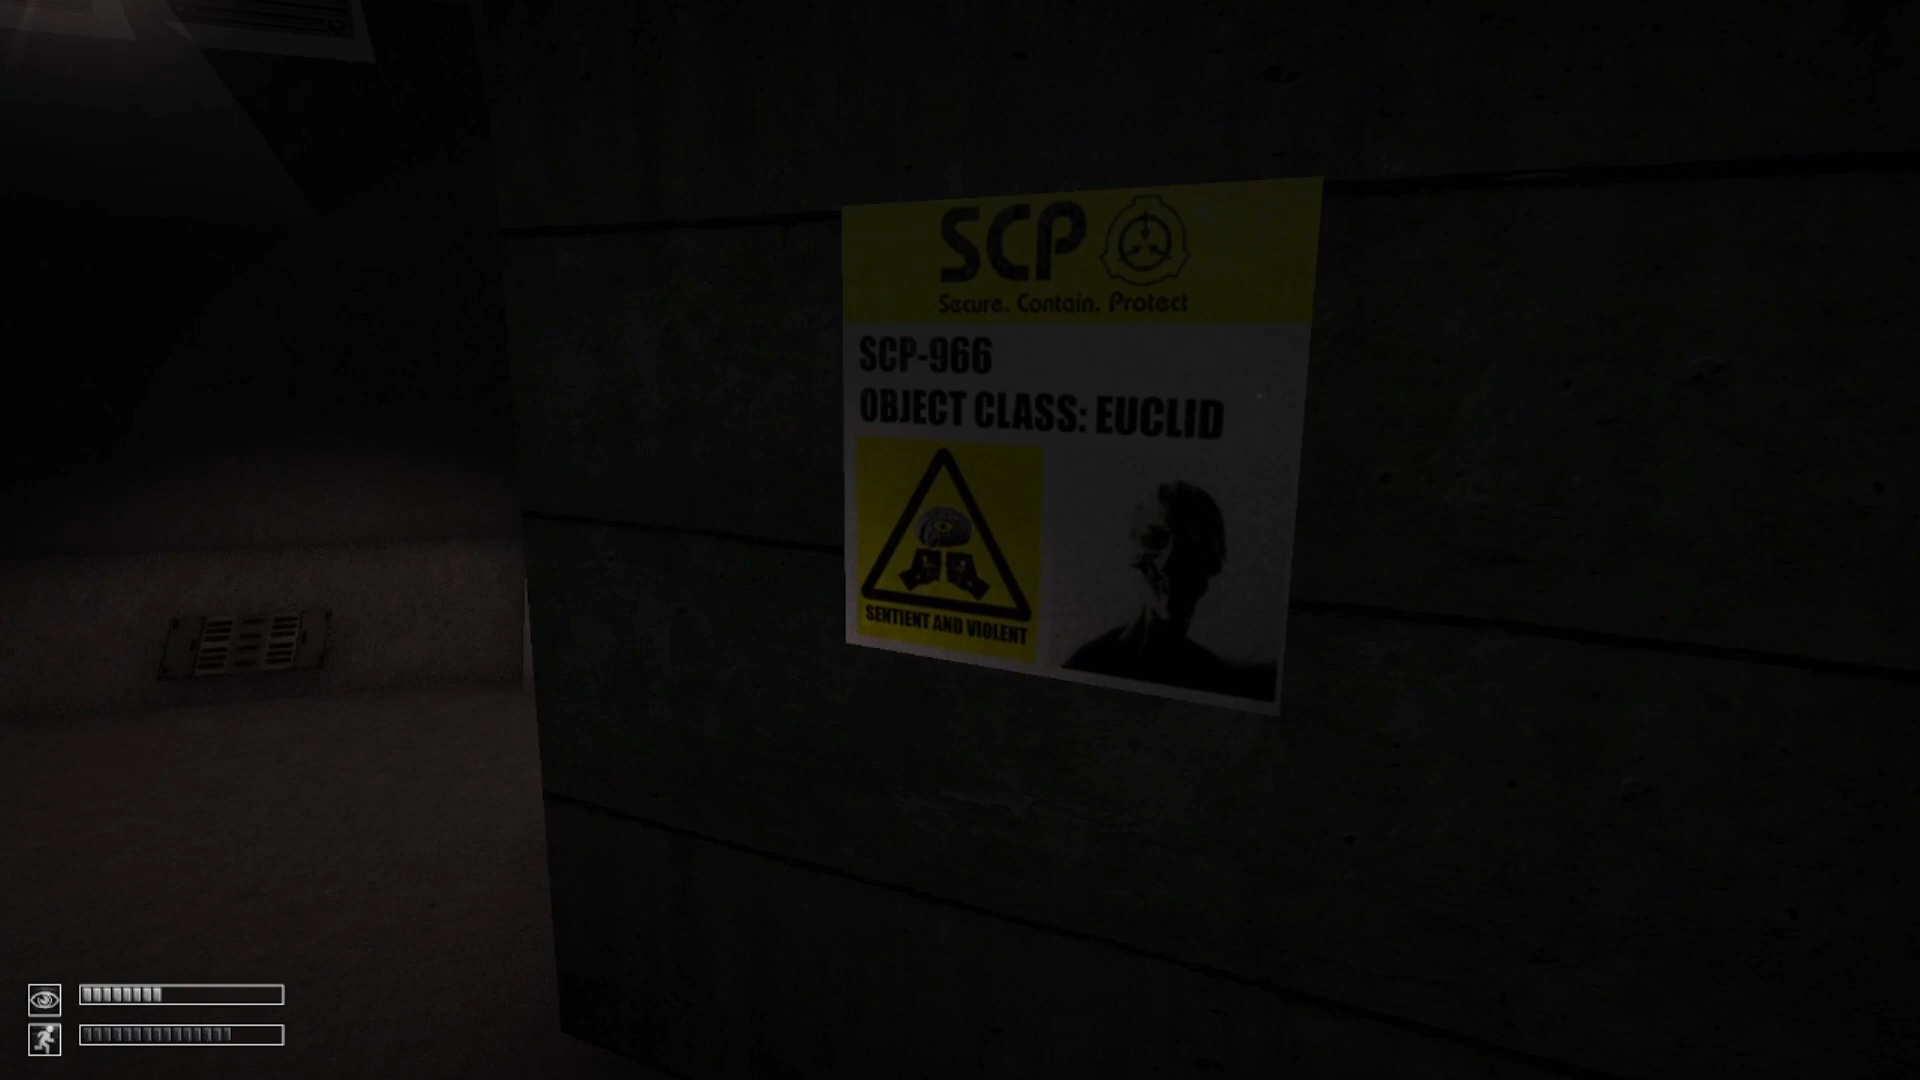 SCP
Secure. Contain. Protect
SCP-966
OBJECT CLASS: EUCLID
SENTIENT AND VIOLENT